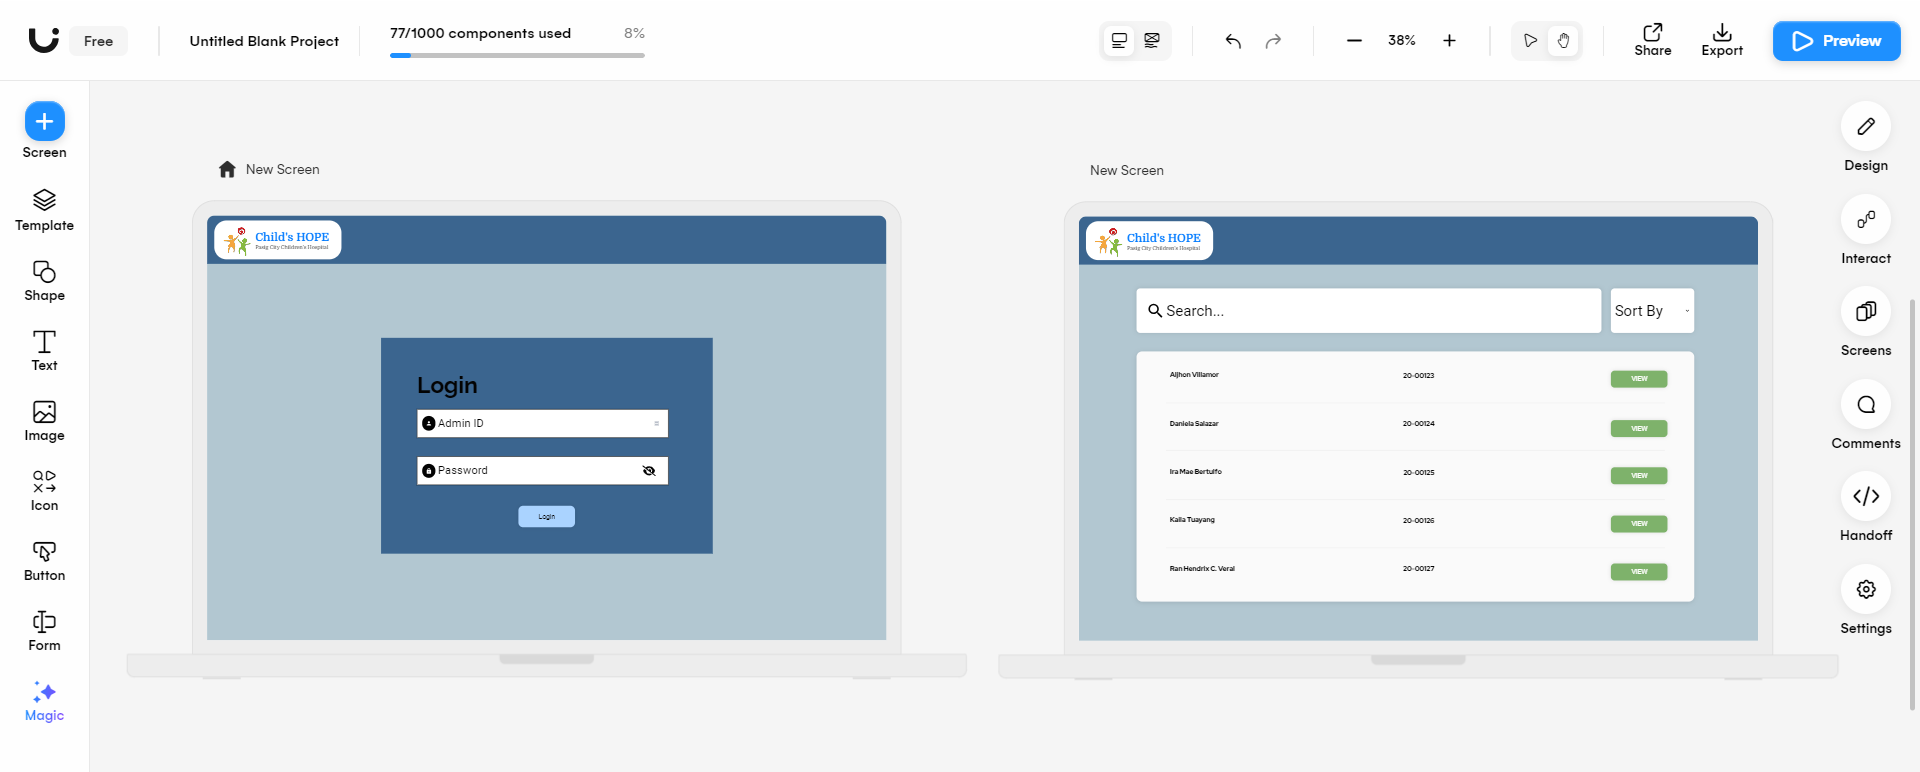 Free
Untitled Blank Project
77/1000 components used
8%
38%
Share
Export
Preview
Screen
Template
Shape
Text
Image
Icon
Button
Form
Magic
New Screen
Child's HOPE
Pasig City Children's Hospital
Login
Admin ID
Password
Login
New Screen
Child's HOPE
Pasig City Children's Hospital
Search...
Sort By
Aljhon Villamor
20-00123
VIEW
Daniela Salazar
20-00124
VIEW
Ira Mae Bertulfo
20-00125
VIEW
Kaila Tuayang
20-00126
VIEW
Ran Hendrix C. Veral
20-00127
VIEW
Design
Interact
Screens
Comments
Handoff
Settings